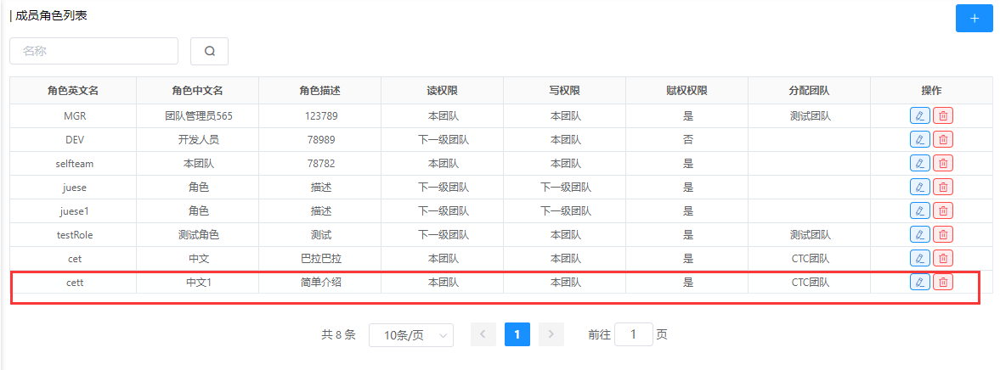 成员角色列表
名称
角色英文名 角色中文名 角色描述 读权限 写权限 赋权权限 分配团队 操作
MGR 团队管理员565 123789 本团队 本团队 是 测试团队
DEV 开发人员 78989 下一级团队 本团队 否
selfteam 本团队 78782 本团队 本团队 是
juese 角色 描述 下一级团队 下一级团队 是
juese1 角色 描述 下一级团队 下一级团队 是
testRole 测试角色 测试 下一级团队 本团队 是 测试团队
cet 中文 巴拉巴拉 本团队 本团队 是 CTC团队
cett 中文1 简单介绍 本团队 本团队 是 CTC团队
共 8 条 10条/页 1 前往 1 页